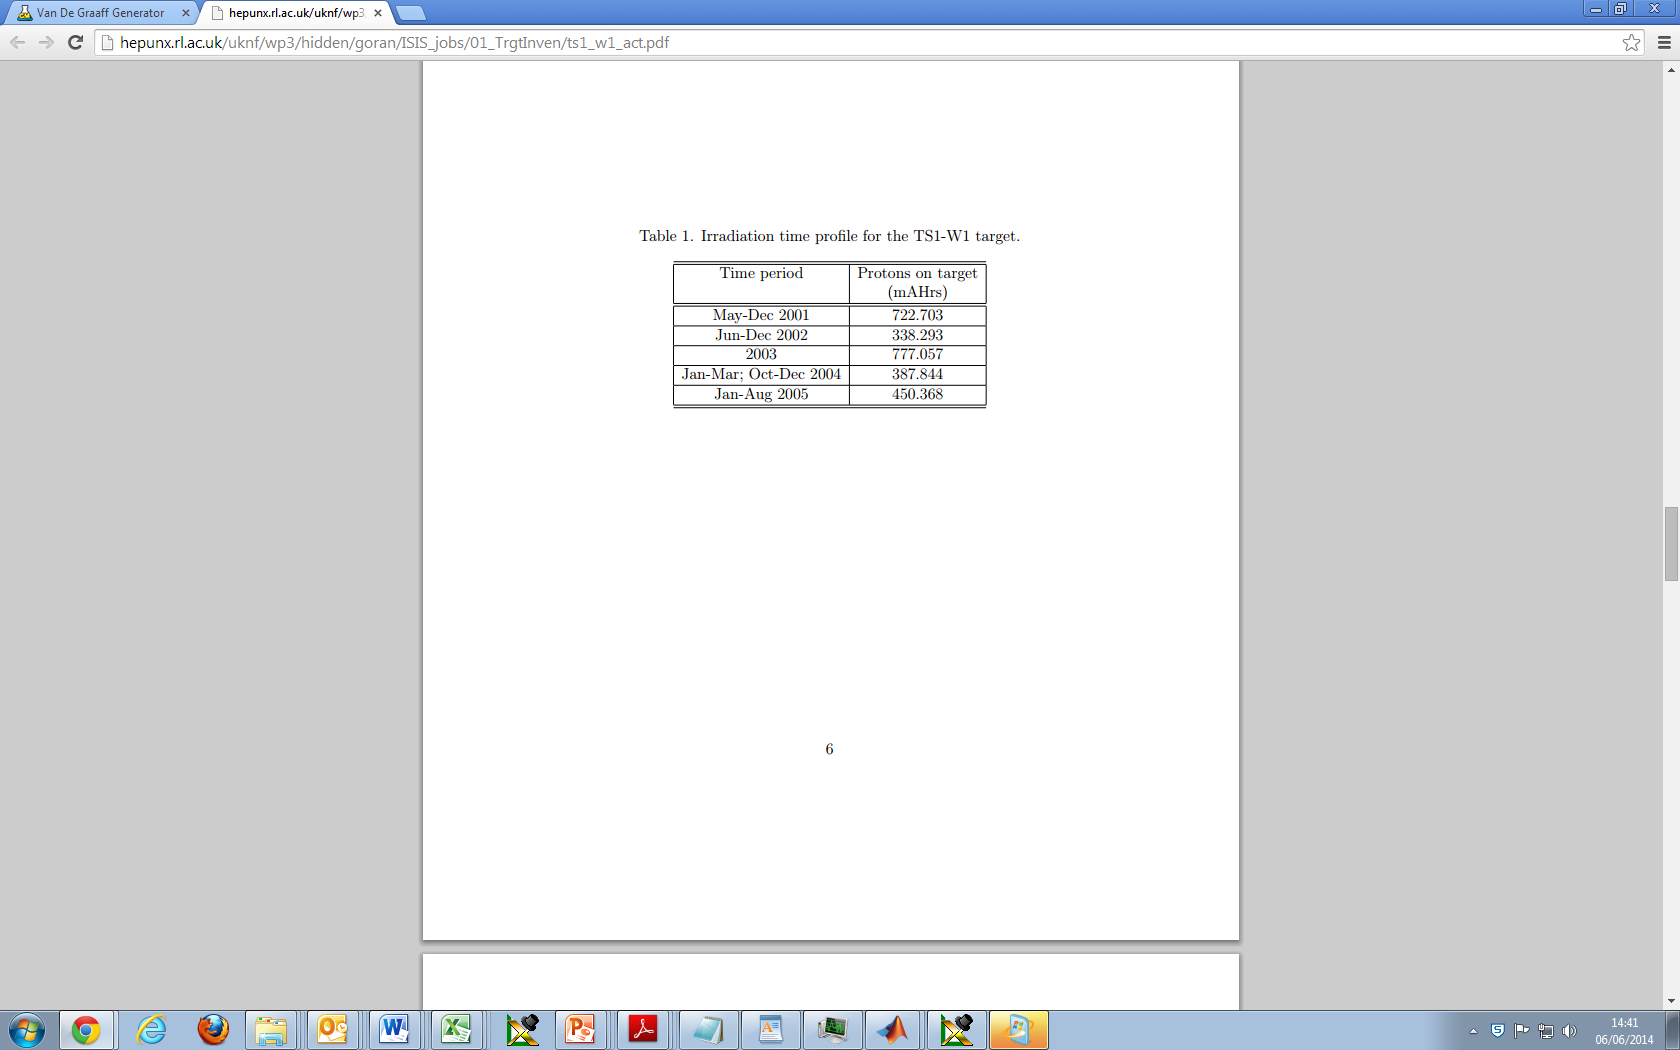 Van De Graaff Generator
hepunx.rl.ac.uk/uknf/wp3
hepunx.rl.ac.uk/uknf/wp3/hidden/goran/ISIS_jobs/01_TrgtInven/ts1_w1_act.pdf
Table 1. Irradiation time profile for the TS1-W1 target.
Time period Protons on target
(mAHrs)
May-Dec 2001 722.703
Jun-Dec 2002 338.293
2003 777.057
Jan-Mar; Oct-Dec 2004 387.844
Jan-Aug 2005 450.368
6
14:41
06/06/2014